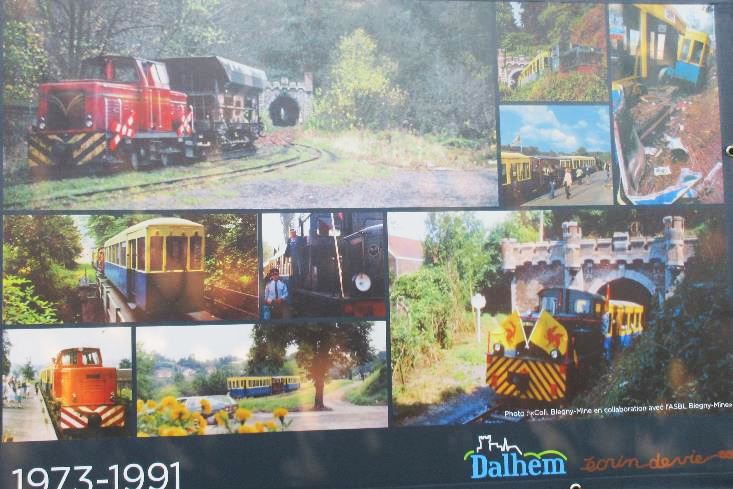 Photo : Coll. Blegny-Mine en collaboration avec l'ASBL Blegny-Mine
1973-1991
Dalhem
écrin de vie